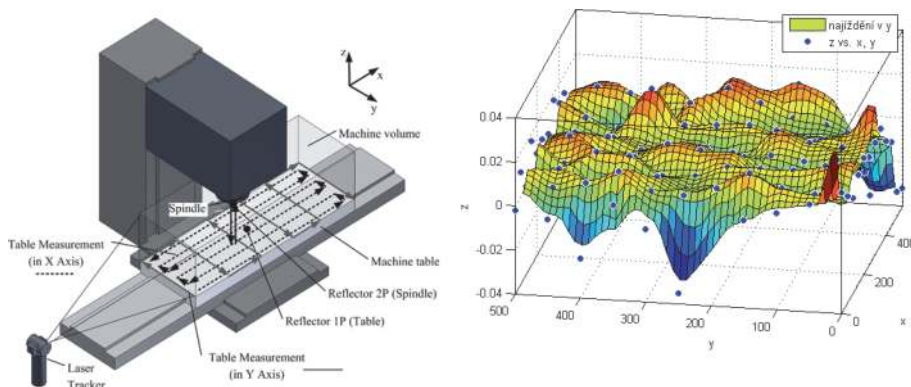 z
x
y
Machine volume
Spindle
Table Measurement
(in X Axis)
Machine table
Reflector 2P (Spindle)
Reflector 1P (Table)
Table Measurement
(in Y Axis)
Laser
Tracker
najíždění v y
z vs. x, y
0.04
0.02
0
-0.02
-0.04
z
500
400
300
200
100
0
y
0
200
400
x